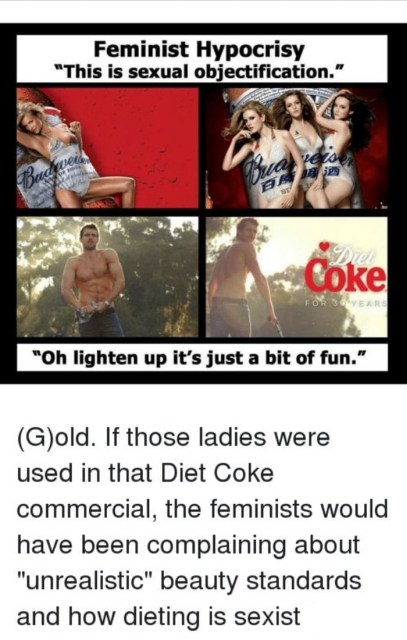 Feminist Hypocrisy
"This is sexual objectification."
Budweiser
Budweiser
Diet
Coke
YEARS
"Oh lighten up it's just a bit of fun."
(G)old. If those ladies were
used in that Diet Coke
commercial, the feminists would
have been complaining about
"unrealistic" beauty standards
and how dieting is sexist